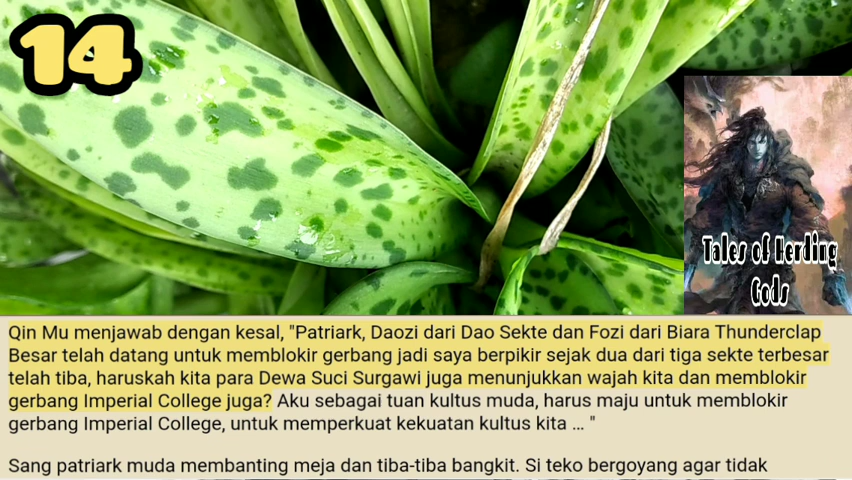 14
Tales of Herding
Gods
Qin Mu menjawab dengan kesal, "Patriark, Daozi dari Dao Sekte dan Fozi dari Biara Thunderclap
Besar telah datang untuk memblokir gerbang jadi saya berpikir sejak dua dari tiga sekte terbesar
telah tiba, haruskah kita para Dewa Suci Surgawi juga menunjukkan wajah kita dan memblokir
gerbang Imperial College juga? Aku sebagai tuan kultus muda, harus maju untuk memblokir
gerbang Imperial College, untuk memperkuat kekuatan kultus kita ... "
Sang patriark muda membanting meja dan tiba-tiba bangkit. Si teko bergoyang agar tidak